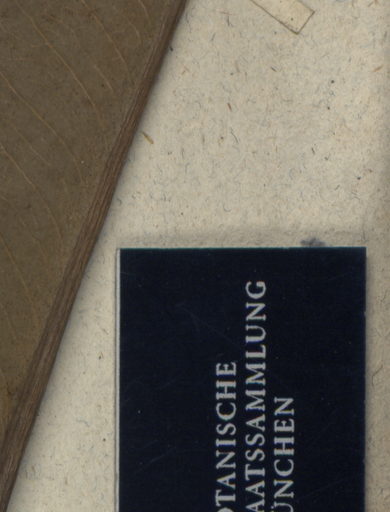 OTANISCHE
AATSSAMMLUNG
ÜNCHEN